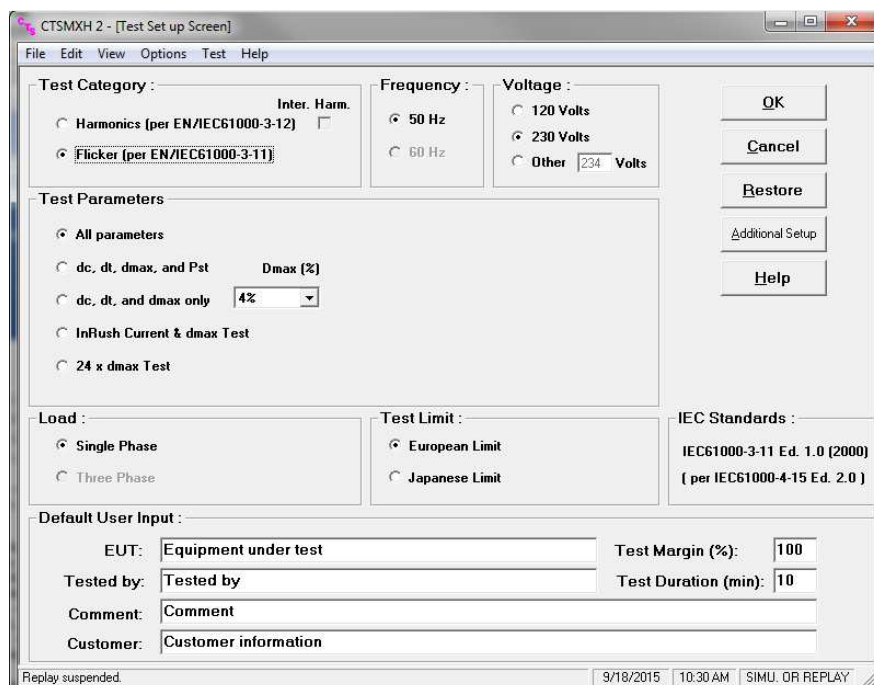 CTS CTSMXH 2 - [Test Set up Screen]
File Edit View Options Test Help
Test Category :
Inter. Harm.
Harmonics (per EN/IEC61000-3-12)
Flicker (per EN/IEC61000-3-11)
Frequency :
50 Hz
60 Hz
Voltage :
120 Volts
230 Volts
Other 234 Volts
OK
Cancel
Restore
Additional Setup
Help
Test Parameters
All parameters
dc, dt, dmax, and Pst Dmax (%)
dc, dt, and dmax only 4%
InRush Current & dmax Test
24 x dmax Test
Load :
Single Phase
Three Phase
Test Limit :
European Limit
Japanese Limit
IEC Standards :
IEC61000-3-11 Ed. 1.0 (2000)
( per IEC61000-4-15 Ed. 2.0 )
Default User Input :
EUT: Equipment under test Test Margin (%): 100
Tested by: Tested by Test Duration (min): 10
Comment: Comment
Customer: Customer information
Replay suspended. 9/18/2015 10:30 AM SIMU. OR REPLAY